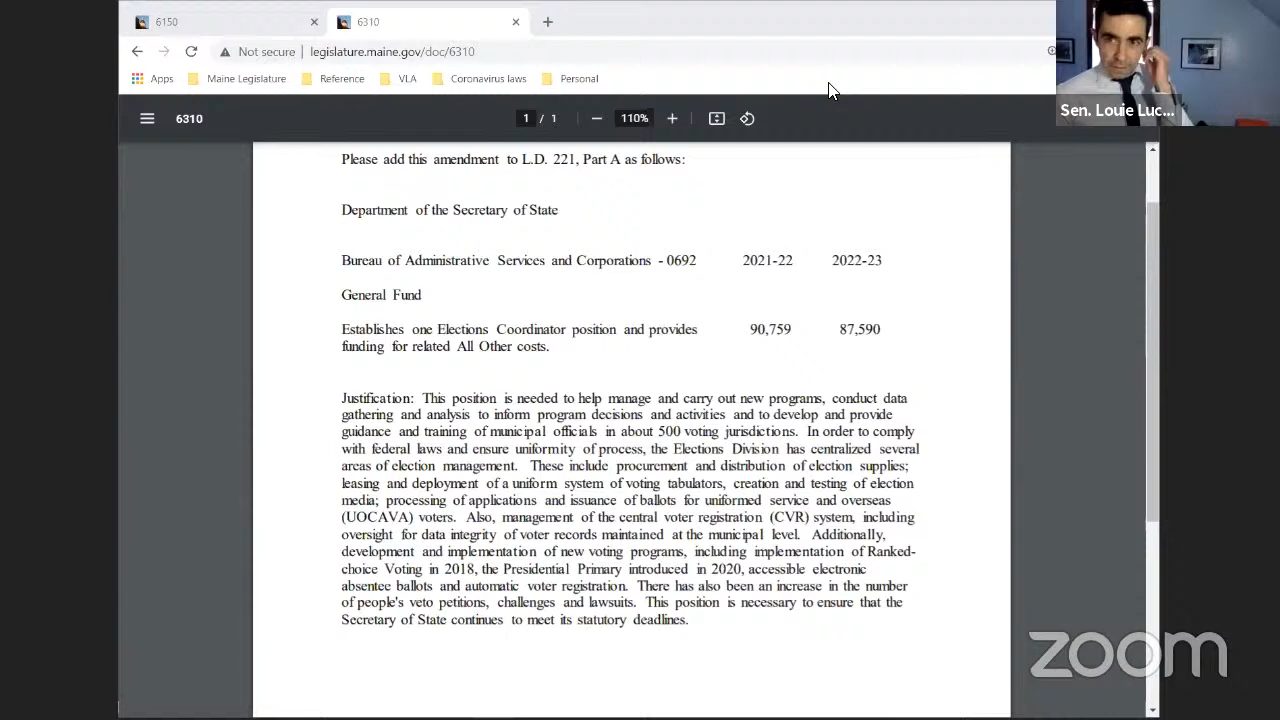 6150
6310
Not secure | legislature.maine.gov/doc/6310
Apps Maine Legislature Reference VLA Coronavirus laws Personal
Sen. Louie Luc...
6310 1 / 1 110%
Please add this amendment to L.D. 221, Part A as follows:
Department of the Secretary of State
Bureau of Administrative Services and Corporations - 0692 2021-22 2022-23
General Fund
Establishes one Elections Coordinator position and provides 90,759 87,590
funding for related All Other costs.
Justification: This position is needed to help manage and carry out new programs, conduct data
gathering and analysis to inform program decisions and activities and to develop and provide
guidance and training of municipal officials in about 500 voting jurisdictions. In order to comply
with federal laws and ensure uniformity of process, the Elections Division has centralized several
areas of election management. These include procurement and distribution of election supplies;
leasing and deployment of a uniform system of voting tabulators, creation and testing of election
media; processing of applications and issuance of ballots for uniformed service and overseas
(UOCAVA) voters. Also, management of the central voter registration (CVR) system, including
oversight for data integrity of voter records maintained at the municipal level. Additionally,
development and implementation of new voting programs, including implementation of Ranked-
choice Voting in 2018, the Presidential Primary introduced in 2020, accessible electronic
absentee ballots and automatic voter registration. There has also been an increase in the number
of people's veto petitions, challenges and lawsuits. This position is necessary to ensure that the
Secretary of State continues to meet its statutory deadlines.
zoom